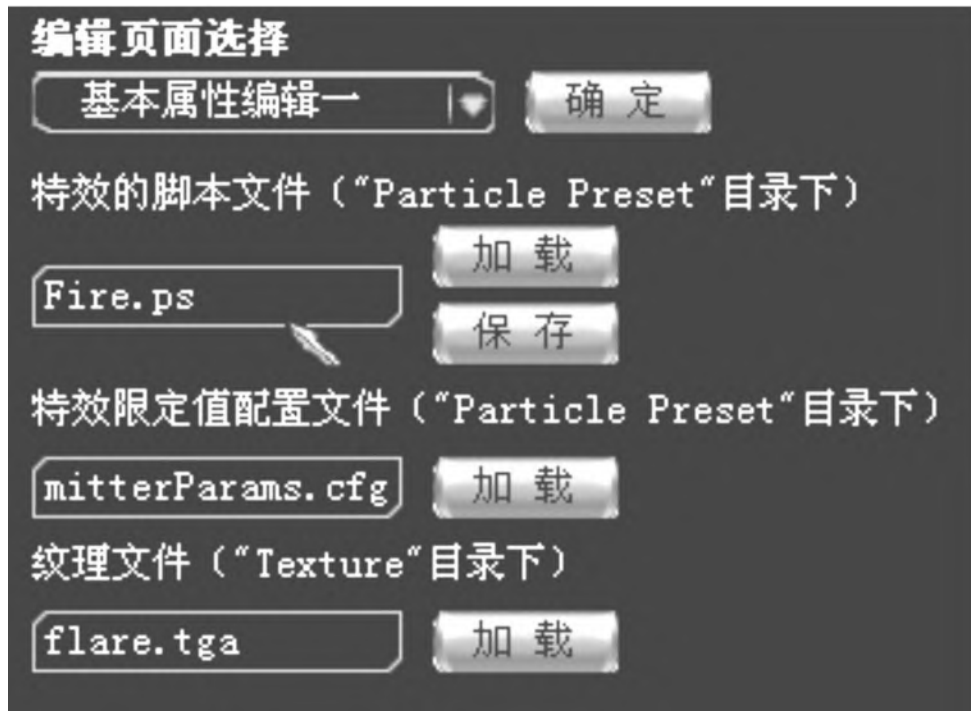 编辑页面选择
基本属性编辑一 确 定
特效的脚本文件（“Particle Preset“目录下）
加 载
Fire.ps
保 存
特效限定值配置文件（“Particle Preset“目录下）
mitterParams.cfg 加 载
纹理文件（“Texture“目录下）
flare.tga 加 载